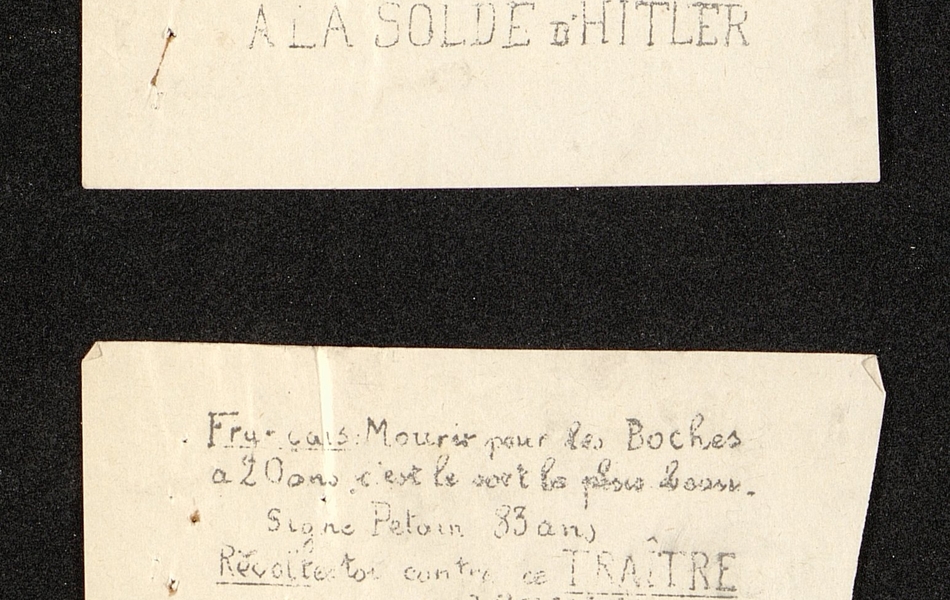 A LA SOLDE D'HITLER
Français: Mourir pour les Boches
a 20 ans, c'est le sort le plus beau.
Signe Petain 83 ans
Révolte toi contre ce TRAÎTRE